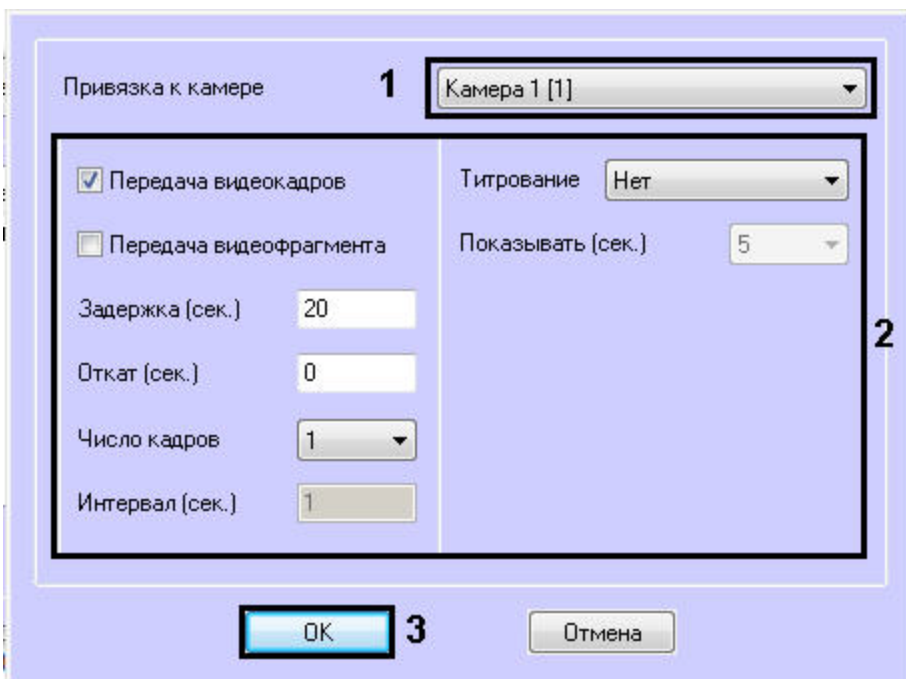 Привязка к камере 1 Камера 1 [1]
Передача видеокадров Титрование Нет
Передача видеофрагмента Показывать (сек.) 5
Задержка (сек.) 20
2
Откат (сек.) 0
Число кадров 1
Интервал (сек.) 1
OK 3 Отмена